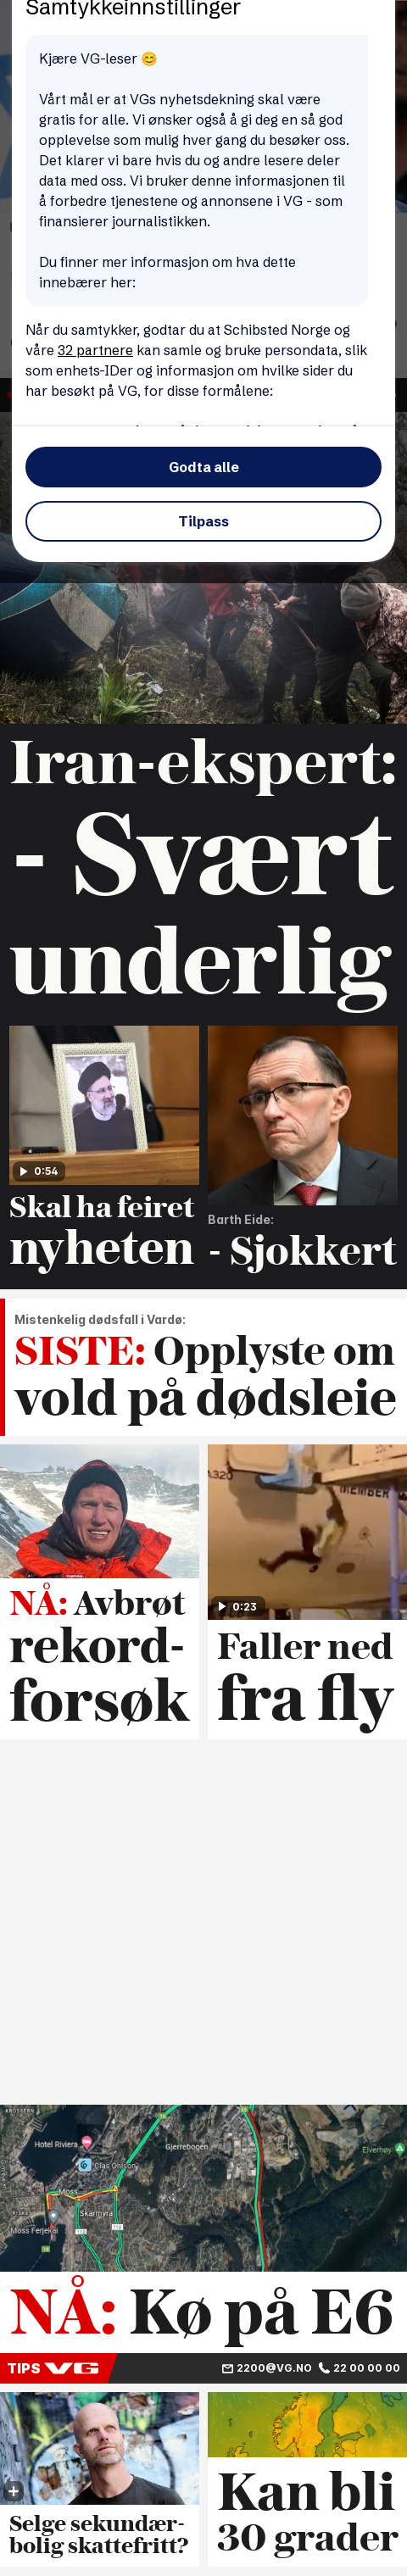 Samtykkeinnstillinger
Kjære VG-leser 😊
Vårt mål er at VGs nyhetsdekning skal være
gratis for alle. Vi ønsker også å gi deg en så god
opplevelse som mulig hver gang du besøker oss.
Det klarer vi bare hvis du og andre lesere deler
data med oss. Vi bruker denne informasjonen til
å forbedre tjenestene og annonsene i VG - som
finansierer journalistikken.
Du finner mer informasjon om hva dette
innebærer her:
Når du samtykker, godtar du at Schibsted Norge og
våre 32 partnere kan samle og bruke persondata, slik
som enhets-IDer og informasjon om hvilke sider du
har besøkt på VG, for disse formålene:
Godta alle
Tilpass
Iran-ekspert:
- Svært
underlig
0:54
Skal ha feiret
nyheten
Barth Eide:
- Sjokkert
Mistenkelig dødsfall i Vardø:
SISTE: Opplyste om
vold på dødsleie
NÅ: Avbrøt
rekord-
forsøk
A320
MEMBER
0:23
Faller ned
fra fly
KROSSERN
Hotel Riviera
Gjerrebogen
Elverhøy
Clas Ohlson
Moss
Skarmyra
Moss Ferjekai
NÅ: Kø på E6
TIPS VG
2200@VG.NO
22 00 00 00
Selge sekundær-
bolig skattefritt?
Kan bli
30 grader